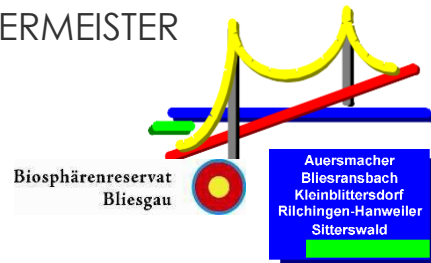 ERMEISTER
Biosphärenreservat
Bliesgau
Auersmacher
Bliesransbach
Kleinblittersdorf
Rilchingen-Hanweiler
Sitterswald